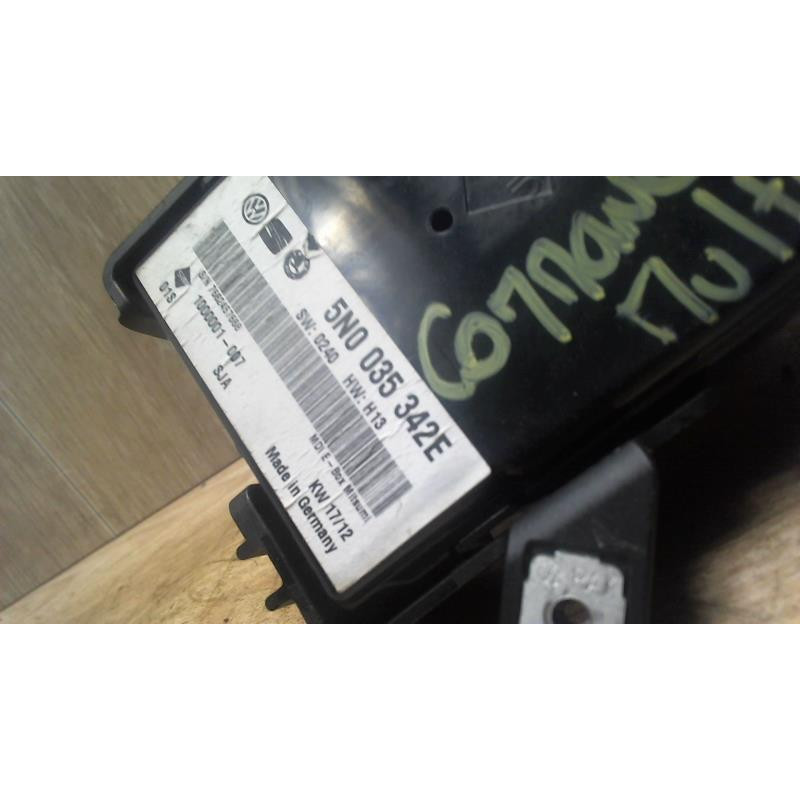 5N0 035 342E
SW: 0240 HW: H13
1000001-007
MDI E-Box Mitsumi
01S
SJA
KW 17/12
Made in Germany